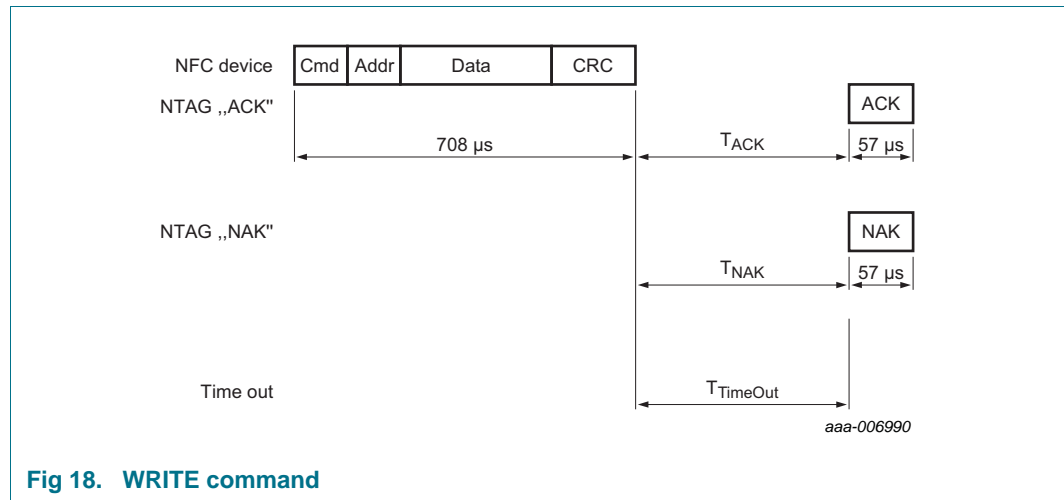 NFC device Cmd Addr Data CRC
NTAG ,,ACK" ACK
708 µs TACK 57 µs
NTAG ,,NAK" NAK
TNAK 57 µs
Time out TTimeOut
aaa-006990
Fig 18. WRITE command